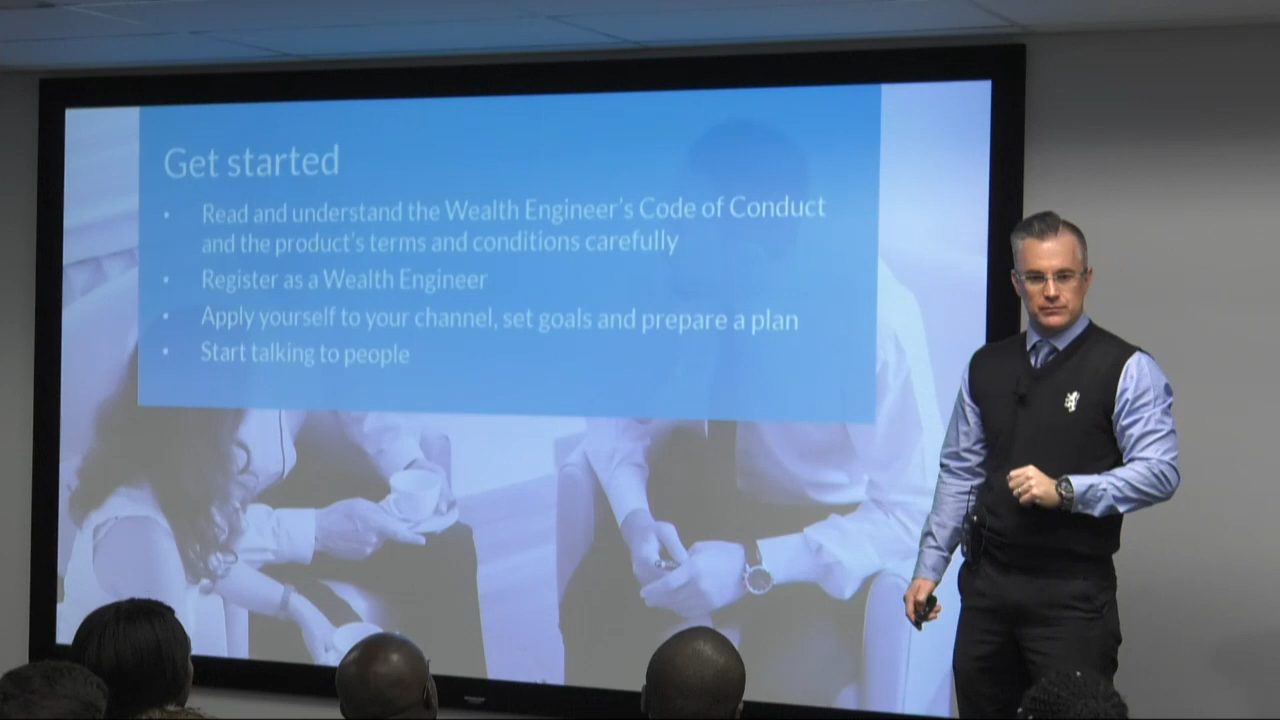 Get started
• Read and understand the Wealth Engineer's Code of Conduct
and the product's terms and conditions carefully
• Register as a Wealth Engineer
• Apply yourself to your channel, set goals and prepare a plan
• Start talking to people